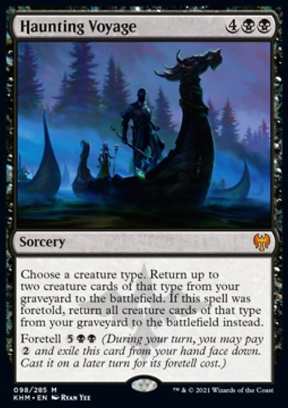 Haunting Voyage 4
Sorcery
Choose a creature type. Return up to
two creature cards of that type from your
graveyard to the battlefield. If this spell was
foretold, return all creature cards of that type
from your graveyard to the battlefield instead.
Foretell 5 (During your turn, you may pay
2 and exile this card from your hand face down.
Cast it on a later turn for its foretell cost.)
098/285 M
KHM • EN Ryan Yee
™ & © 2021 Wizards of the Coast